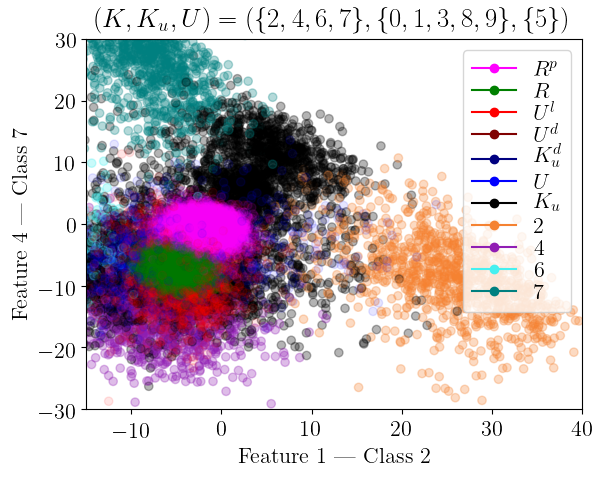 (K, K_u, U) = ({2, 4, 6, 7}, {0, 1, 3, 8, 9}, {5})
30
20
10
0
−10
−20
−30
Feature 4 — Class 7
−10
0
10
20
30
40
Feature 1 — Class 2
R^p
R
U^l
U^d
K_u^d
U
K_u
2
4
6
7